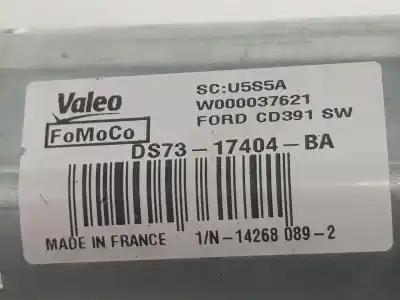 Valeo
SC:U5S5A
W000037621
FoMoCo
FORD CD391 SW
DS73-17404-BA
MADE IN FRANCE
1/N-14268 089-2